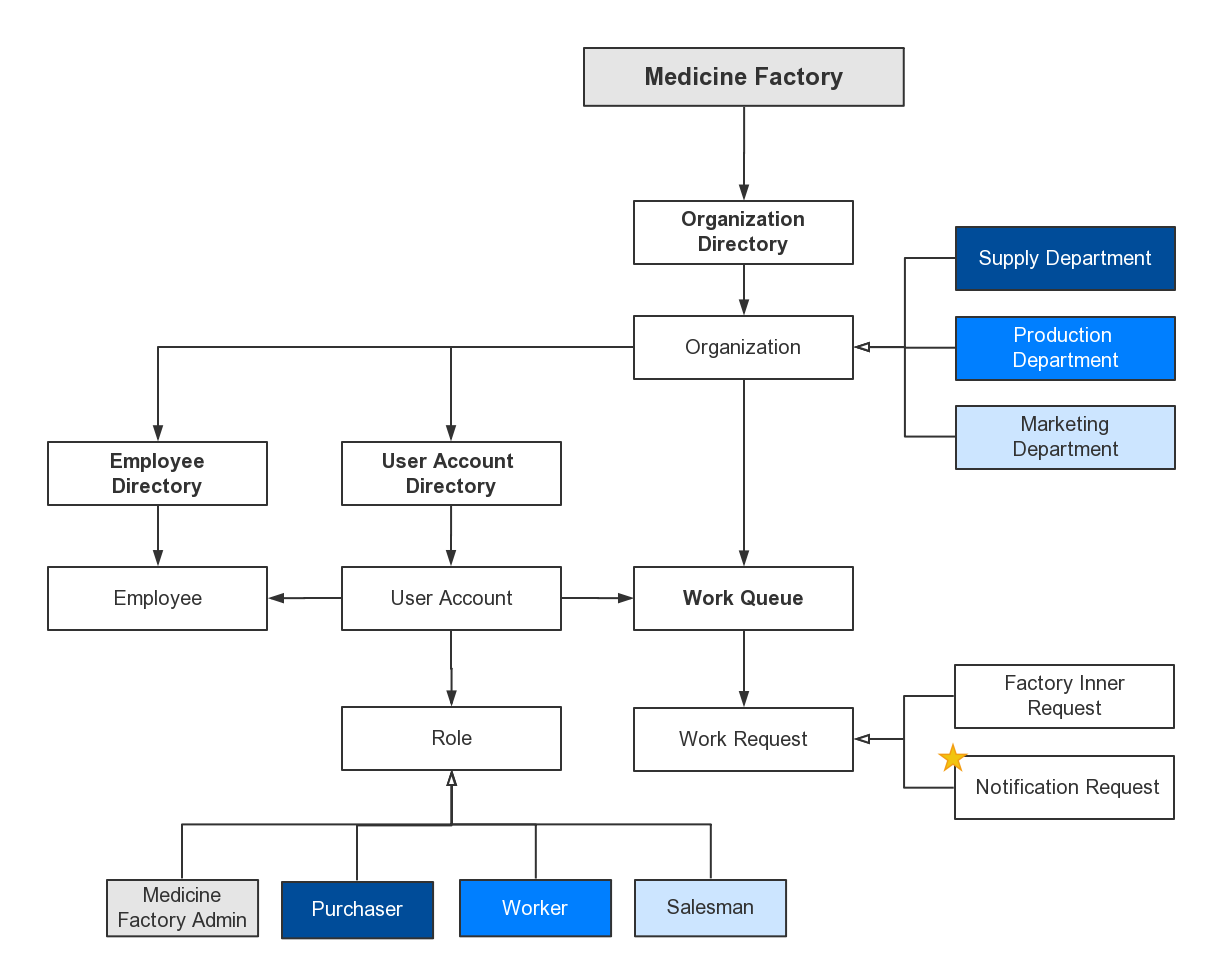 Medicine Factory
Organization
Directory
Supply Department
Organization
Production
Department
Marketing
Department
Employee
Directory
User Account
Directory
Employee
User Account
Work Queue
Factory Inner
Request
Role
Work Request
Notification Request
Medicine
Factory Admin
Purchaser
Worker
Salesman